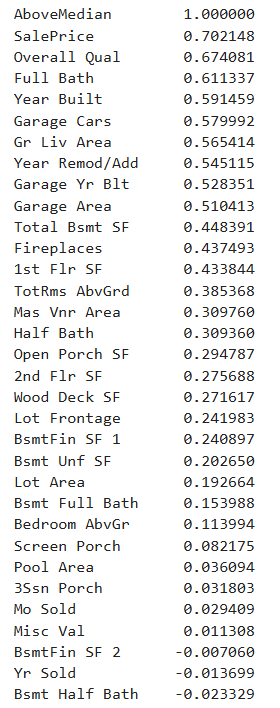 AboveMedian 1.000000
SalePrice 0.702148
Overall Qual 0.674081
Full Bath 0.611337
Year Built 0.591459
Garage Cars 0.579992
Gr Liv Area 0.565414
Year Remod/Add 0.545115
Garage Yr Blt 0.528351
Garage Area 0.510413
Total Bsmt SF 0.448391
Fireplaces 0.437493
1st Flr SF 0.433844
TotRms AbvGrd 0.385368
Mas Vnr Area 0.309760
Half Bath 0.309360
Open Porch SF 0.294787
2nd Flr SF 0.275688
Wood Deck SF 0.271617
Lot Frontage 0.241983
BsmtFin SF 1 0.240897
Bsmt Unf SF 0.202650
Lot Area 0.192664
Bsmt Full Bath 0.153988
Bedroom AbvGr 0.113994
Screen Porch 0.082175
Pool Area 0.036094
3Ssn Porch 0.031803
Mo Sold 0.029409
Misc Val 0.011308
BsmtFin SF 2 -0.007060
Yr Sold -0.013699
Bsmt Half Bath -0.023329